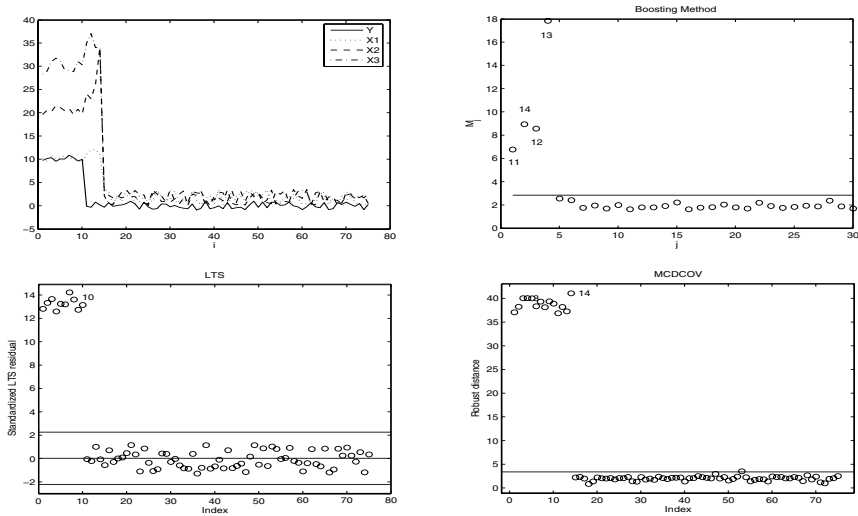 40
35
30
25
20
15
10
5
0
-5
0 10 20 30 40 50 60 70 80
i
Y
X1
X2
X3
Boosting Method
18
16
14
12
10
8
6
4
2
0
0 5 10 15 20 25 30
j
Mj
13
14
12
11
LTS
14
12
10
8
6
4
2
0
-2
0 10 20 30 40 50 60 70 80
Index
Standardized LTS residual
10
MCDCOV
40
35
30
25
20
15
10
5
0
0 10 20 30 40 50 60 70
Index
Robust distance
14